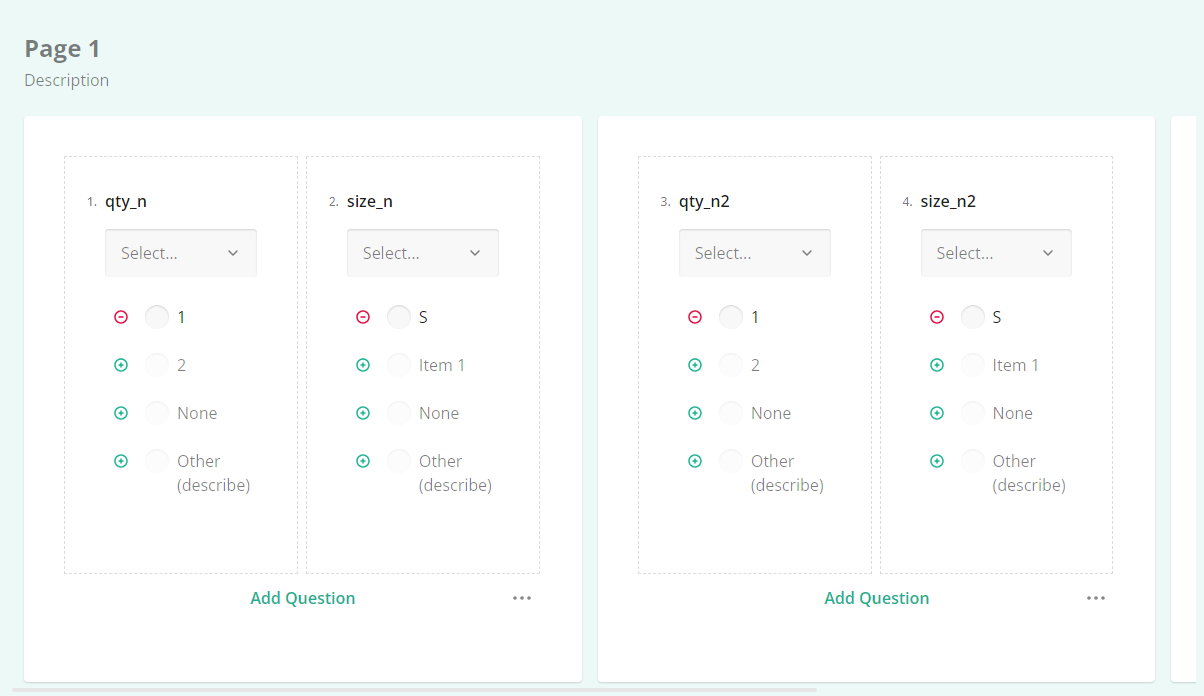 Page 1
Description
1. qty_n
Select...
1
2
None
Other
(describe)
2. size_n
Select...
S
Item 1
None
Other
(describe)
Add Question
3. qty_n2
Select...
1
2
None
Other
(describe)
4. size_n2
Select...
S
Item 1
None
Other
(describe)
Add Question